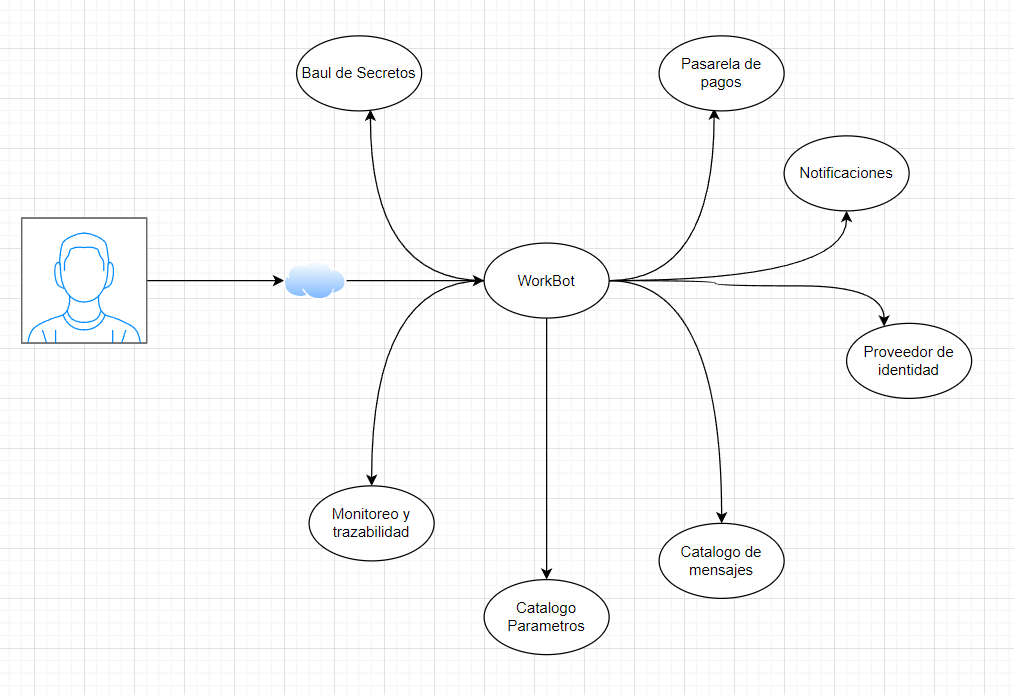 Baul de Secretos
Pasarela de
pagos
Notificaciones
WorkBot
Proveedor de
identidad
Monitoreo y
trazabilidad
Catalogo de
mensajes
Catalogo
Parametros